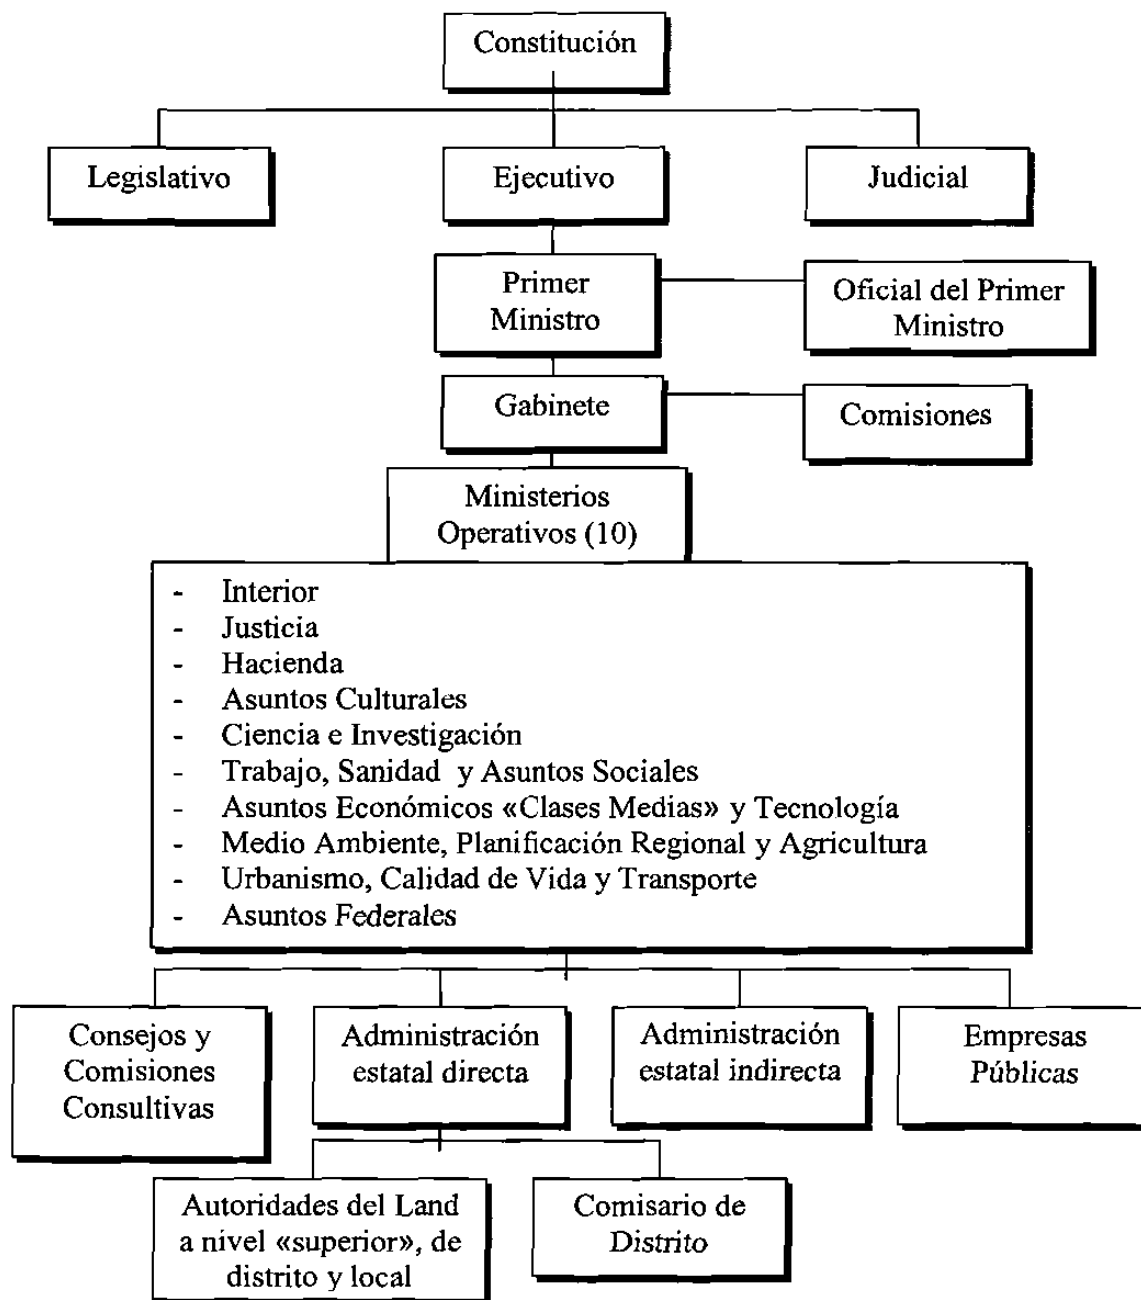 Constitución
Legislativo
Ejecutivo
Judicial
Primer
Ministro
Oficial del Primer
Ministro
Gabinete
Comisiones
Ministerios
Operativos (10)
- Interior
- Justicia
- Hacienda
- Asuntos Culturales
- Ciencia e Investigación
- Trabajo, Sanidad y Asuntos Sociales
- Asuntos Económicos «Clases Medias» y Tecnología
- Medio Ambiente, Planificación Regional y Agricultura
- Urbanismo, Calidad de Vida y Transporte
- Asuntos Federales
Consejos y
Comisiones
Consultivas
Administración
estatal directa
Administración
estatal indirecta
Empresas
Públicas
Autoridades del Land
a nivel «superior», de
distrito y local
Comisario de
Distrito